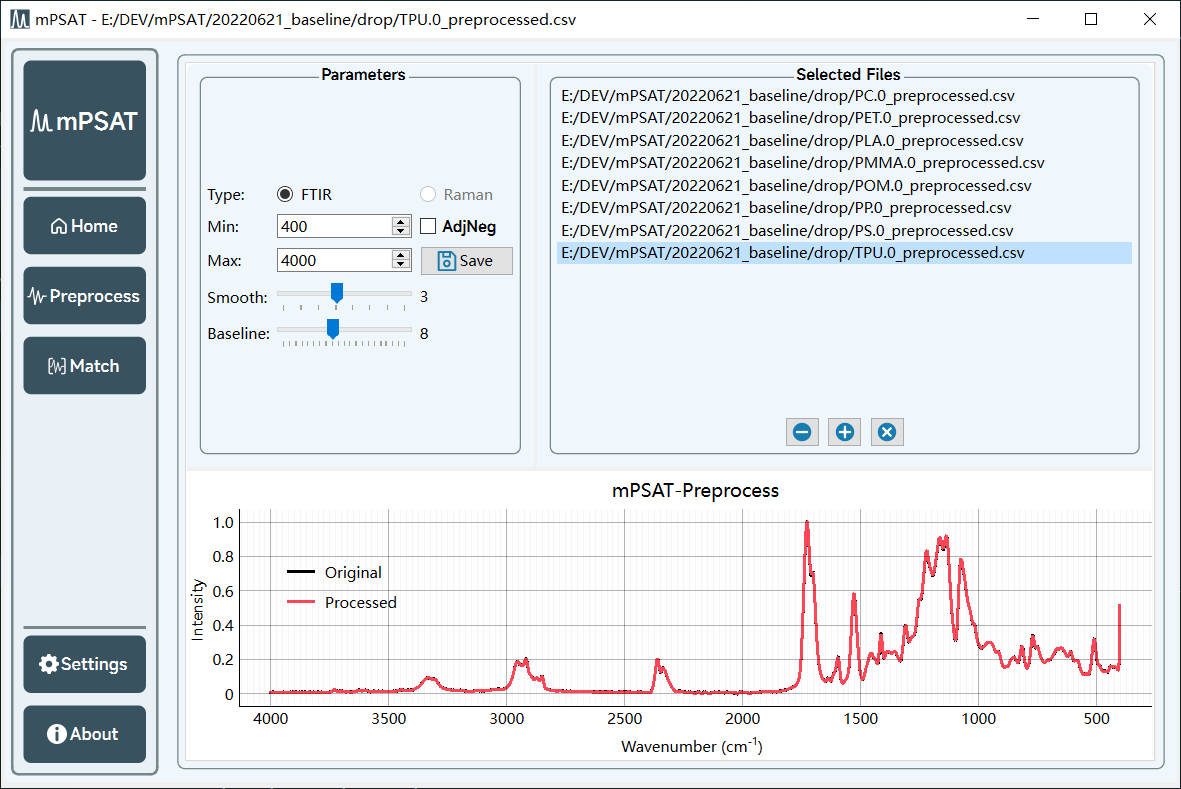 mPSAT - E:/DEV/mPSAT/20220621_baseline/drop/TPU.0_preprocessed.csv
mPSAT
Home
Preprocess
Match
Settings
About
Parameters
Type: FTIR Raman
Min: 400 AdjNeg
Max: 4000 Save
Smooth: 3
Baseline: 8
Selected Files
E:/DEV/mPSAT/20220621_baseline/drop/PC.0_preprocessed.csv
E:/DEV/mPSAT/20220621_baseline/drop/PET.0_preprocessed.csv
E:/DEV/mPSAT/20220621_baseline/drop/PLA.0_preprocessed.csv
E:/DEV/mPSAT/20220621_baseline/drop/PMMA.0_preprocessed.csv
E:/DEV/mPSAT/20220621_baseline/drop/POM.0_preprocessed.csv
E:/DEV/mPSAT/20220621_baseline/drop/PP.0_preprocessed.csv
E:/DEV/mPSAT/20220621_baseline/drop/PS.0_preprocessed.csv
E:/DEV/mPSAT/20220621_baseline/drop/TPU.0_preprocessed.csv
mPSAT-Preprocess
Intensity
1.0
0.8
0.6
0.4
0.2
0
Original
Processed
4000 3500 3000 2500 2000 1500 1000 500
Wavenumber (cm⁻¹)